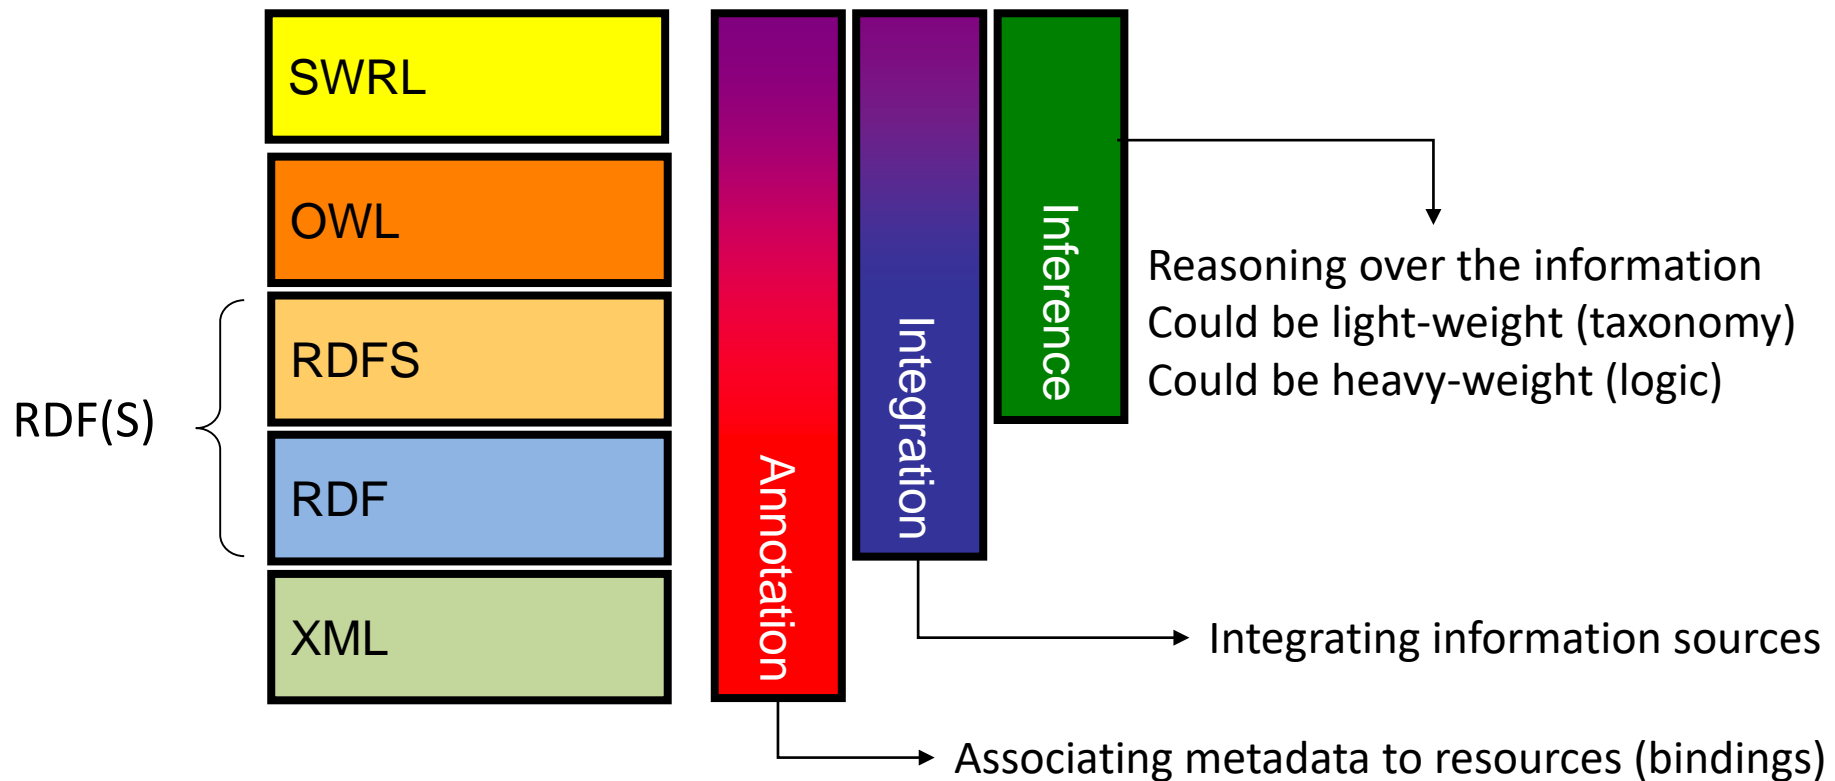 SWRL
OWL
RDFS
RDF(S)
RDF
XML
Annotation
Integration
Inference
Reasoning over the information
Could be light-weight (taxonomy)
Could be heavy-weight (logic)
Integrating information sources
Associating metadata to resources (bindings)